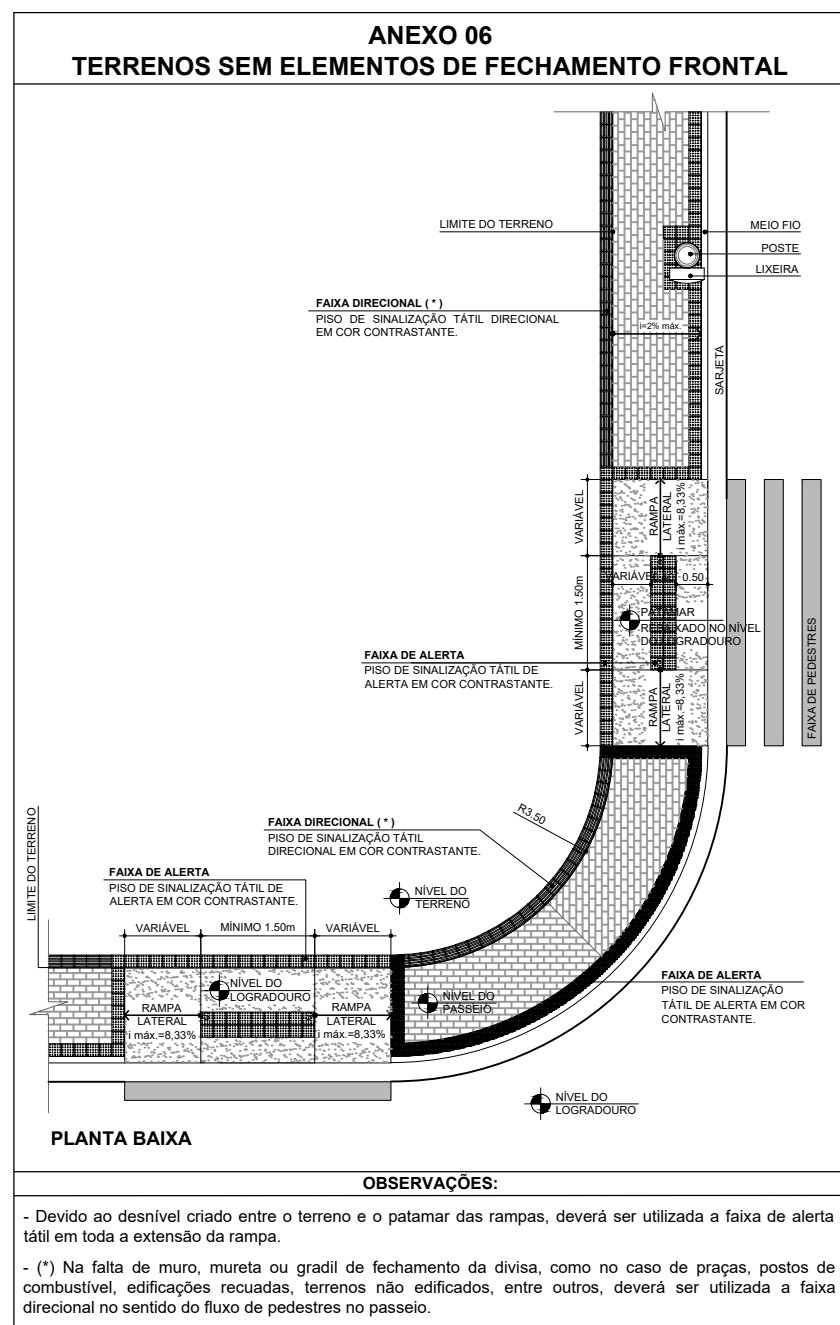 ANEXO 06
TERRENOS SEM ELEMENTOS DE FECHAMENTO FRONTAL
LIMITE DO TERRENO
MEIO FIO
POSTE
LIXEIRA
FAIXA DIRECIONAL ( * )
PISO DE SINALIZAÇÃO TÁTIL DIRECIONAL
EM COR CONTRASTANTE.
i=2% máx.
SARJETA
VARIÁVEL
RAMPA
LATERAL
i máx.=8,33%
VARIÁVEL
0.50
MÍNIMO 1.50m
PATAMAR
REBAIXADO NO NÍVEL
DO LOGRADOURO
FAIXA DE PEDESTRES
FAIXA DE ALERTA
PISO DE SINALIZAÇÃO TÁTIL DE
ALERTA EM COR CONTRASTANTE.
VARIÁVEL
RAMPA
LATERAL
i máx.=8,33%
R3.50
FAIXA DIRECIONAL ( * )
PISO DE SINALIZAÇÃO TÁTIL
DIRECIONAL EM COR CONTRASTANTE.
LIMITE DO TERRENO
FAIXA DE ALERTA
PISO DE SINALIZAÇÃO TÁTIL DE
ALERTA EM COR CONTRASTANTE.
NÍVEL DO
TERRENO
VARIÁVEL
MÍNIMO 1.50m
VARIÁVEL
NÍVEL DO
LOGRADOURO
RAMPA
LATERAL
i máx.=8,33%
RAMPA
LATERAL
i máx.=8,33%
NÍVEL DO
PASSEIO
FAIXA DE ALERTA
PISO DE SINALIZAÇÃO
TÁTIL DE ALERTA EM COR
CONTRASTANTE.
NÍVEL DO
LOGRADOURO
PLANTA BAIXA
OBSERVAÇÕES:
- Devido ao desnível criado entre o terreno e o patamar das rampas, deverá ser utilizada a faixa de alerta
tátil em toda a extensão da rampa.
- (*) Na falta de muro, mureta ou gradil de fechamento da divisa, como no caso de praças, postos de
combustível, edificações recuadas, terrenos não edificados, entre outros, deverá ser utilizada a faixa
direcional no sentido do fluxo de pedestres no passeio.